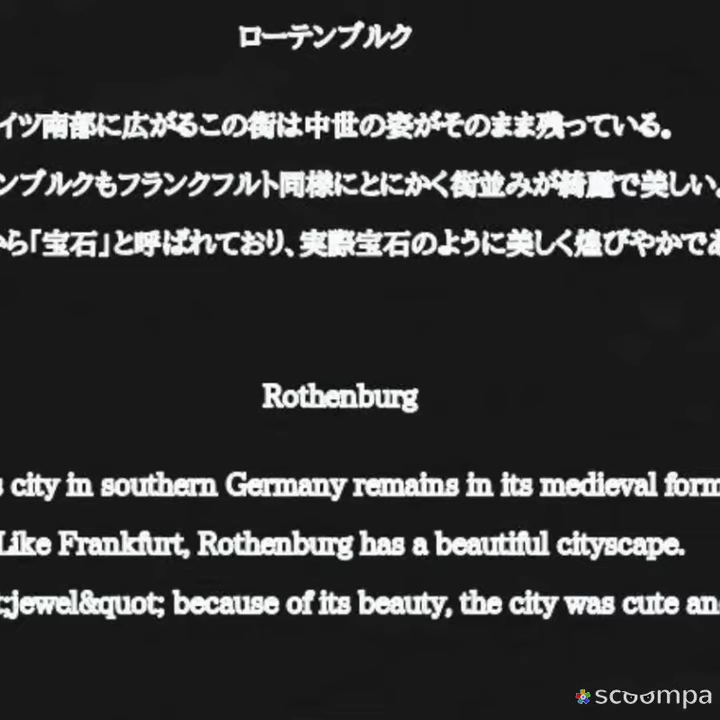 ローテンブルク
イツ南部に広がるこの街は中世の姿がそのまま残っている。
ンブルクもフランクフルト同様にとにかく街並みが綺麗で美しい。
から「宝石」と呼ばれており、実際宝石のように美しく煌びやかであ
Rothenburg
s city in southern Germany remains in its medieval form
Like Frankfurt, Rothenburg has a beautiful cityscape.
t;jewel&quot; because of its beauty, the city was cute an
scoompa